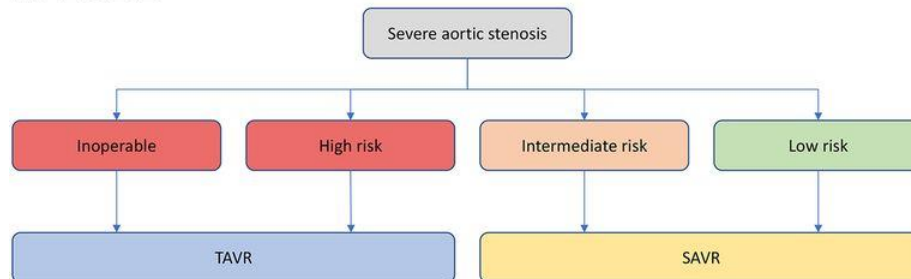 Severe aortic stenosis
Inoperable
High risk
Intermediate risk
Low risk
TAVR
SAVR